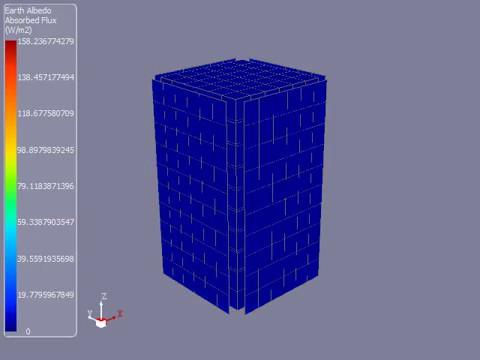 Earth Albedo
Absorbed Flux
(W/m2)
158.236774279
138.457177494
118.677580709
98.8979839245
79.1183871396
59.3387903547
39.5591935698
19.7795967849
0
Z
Y
X